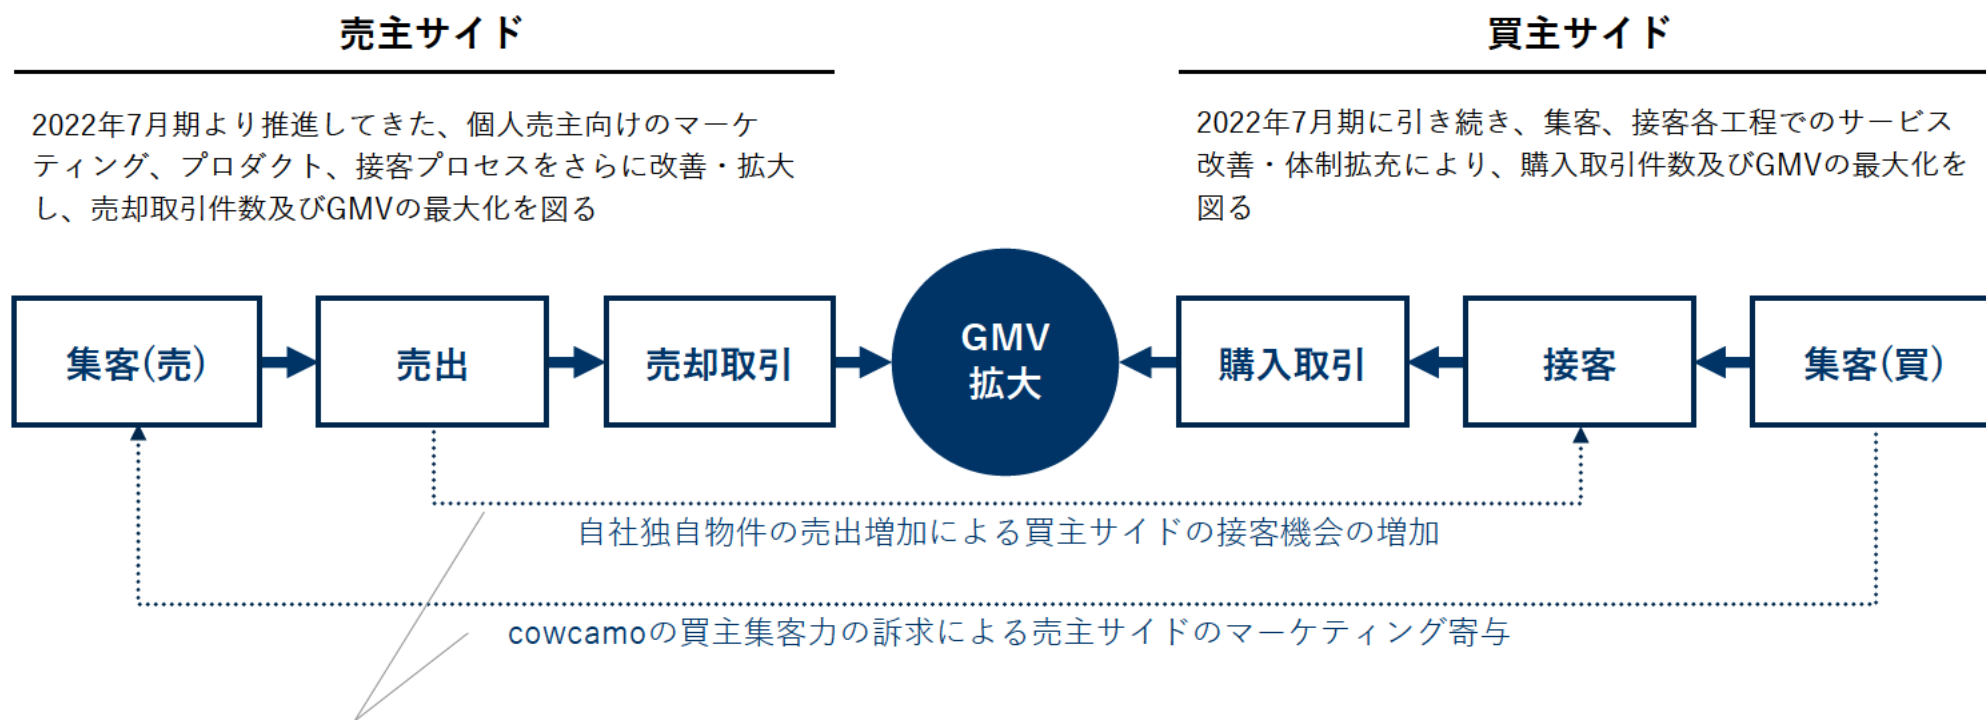 売主サイド
2022年7月期より推進してきた、個人売主向けのマーケ
ティング、プロダクト、接客プロセスをさらに改善・拡大
し、売却取引件数及びGMVの最大化を図る
買主サイド
2022年7月期に引き続き、集客、接客各工程でのサービス
改善・体制拡充により、購入取引件数及びGMVの最大化を
図る
集客(売)
売出
売却取引
GMV
拡大
購入取引
接客
集客(買)
自社独自物件の売出増加による買主サイドの接客機会の増加
cowcamoの買主集客力の訴求による売主サイドのマーケティング寄与